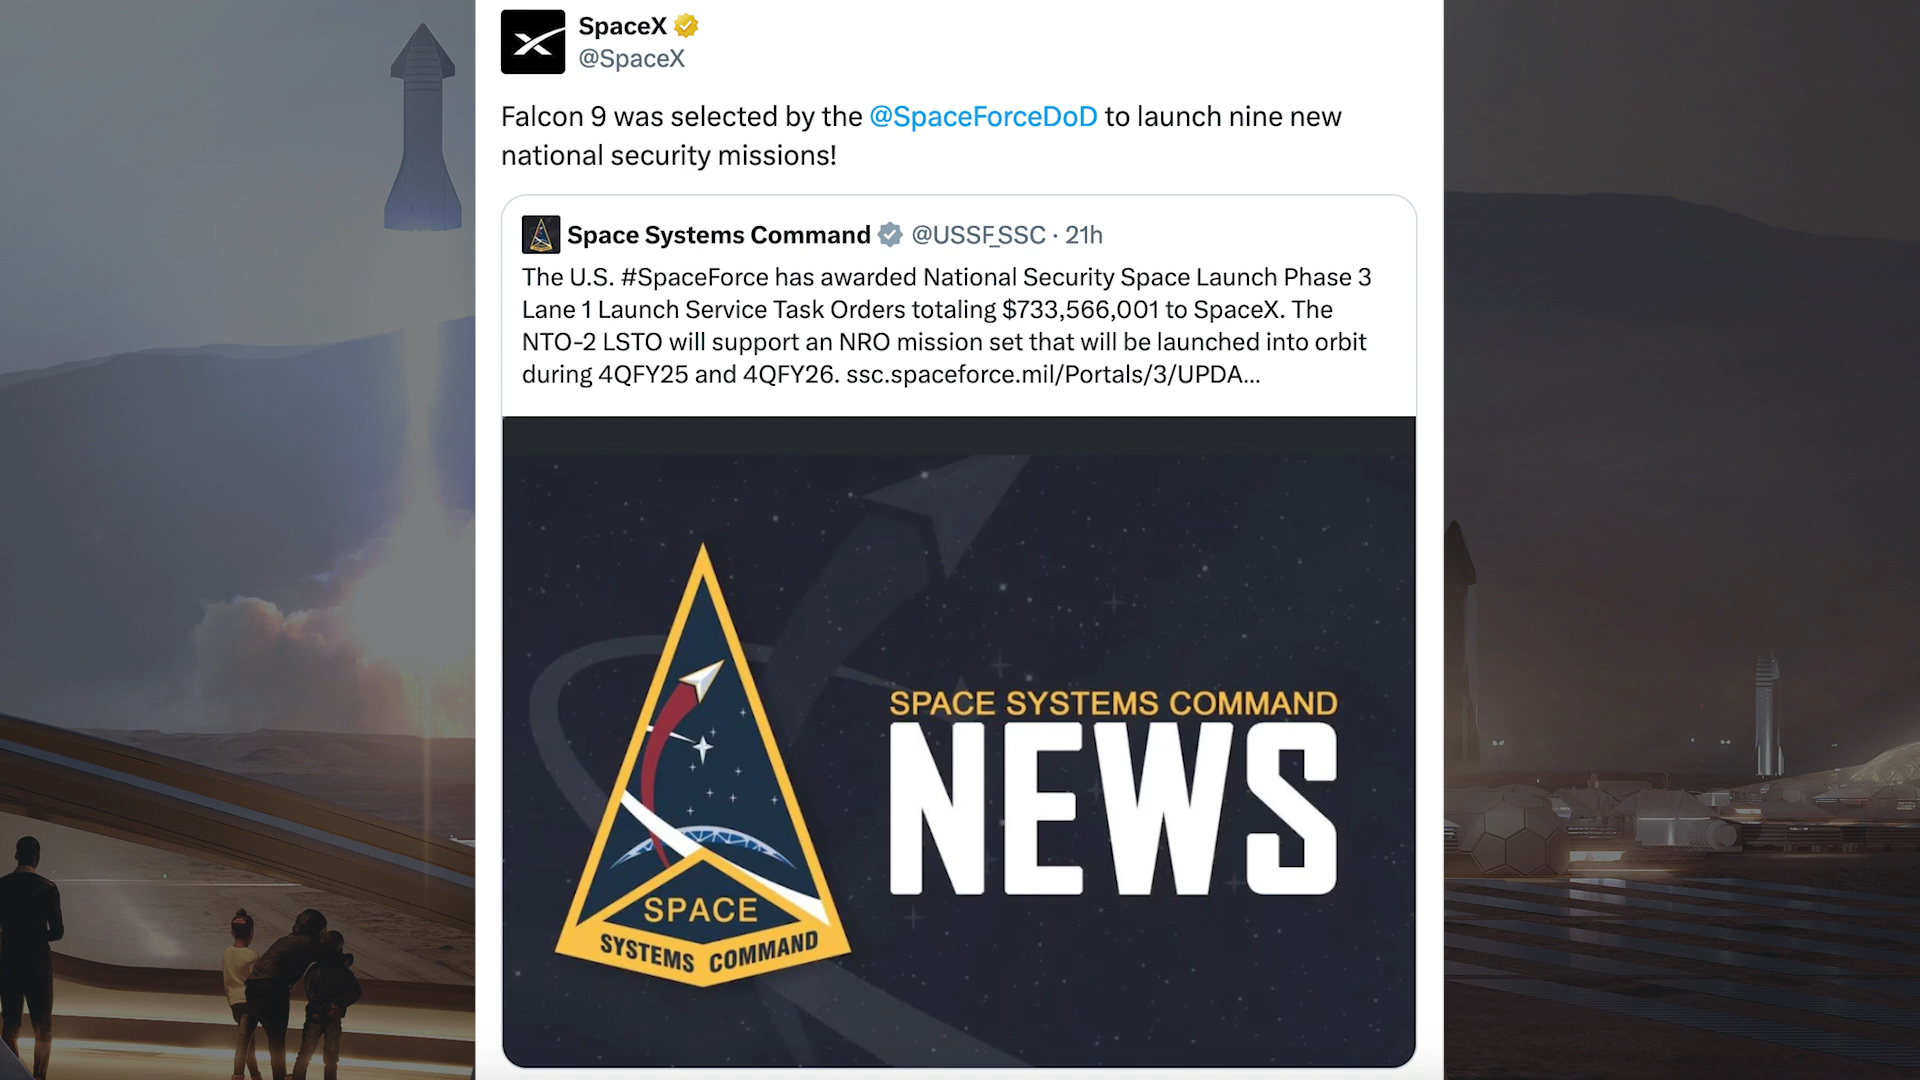 SpaceX
@SpaceX
Falcon 9 was selected by the @SpaceForceDoD to launch nine new
national security missions!
Space Systems Command @USSF_SSC · 21h
The U.S. #SpaceForce has awarded National Security Space Launch Phase 3
Lane 1 Launch Service Task Orders totaling $733,566,001 to SpaceX. The
NTO-2 LSTO will support an NRO mission set that will be launched into orbit
during 4QFY25 and 4QFY26. ssc.spaceforce.mil/Portals/3/UPDA...
SPACE SYSTEMS COMMAND
NEWS
SPACE
SYSTEMS COMMAND